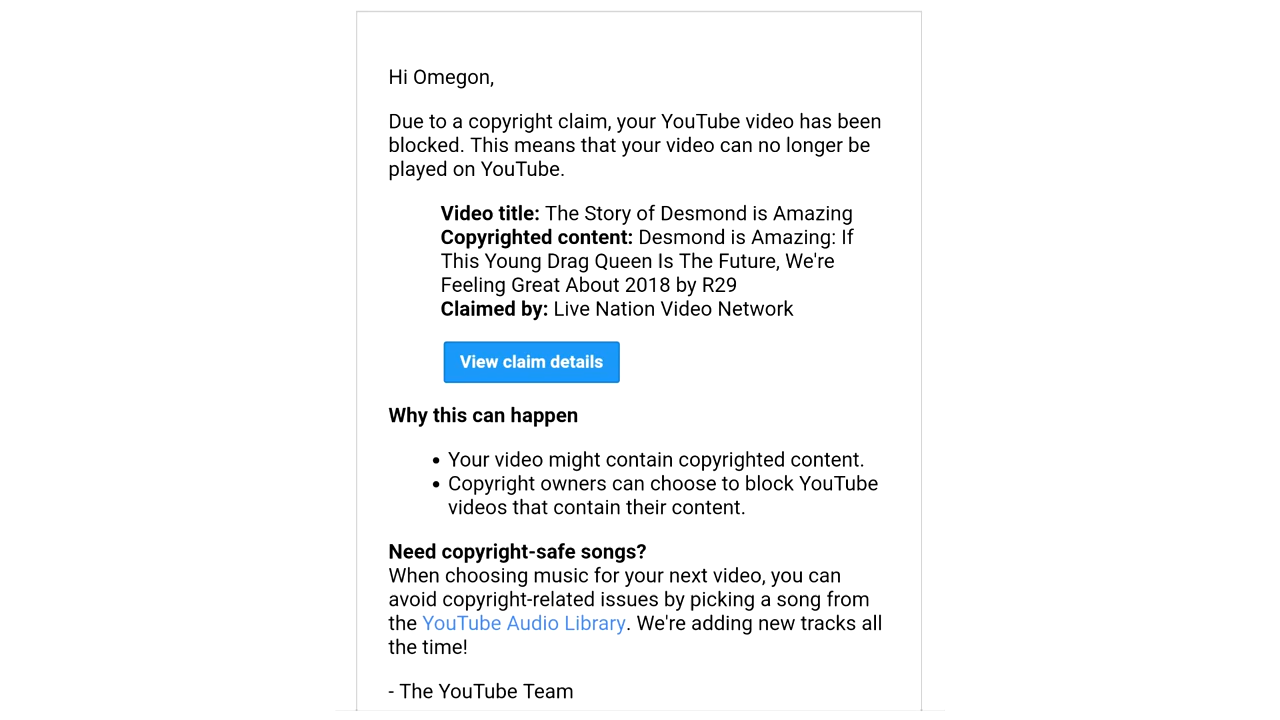 Hi Omegon,
Due to a copyright claim, your YouTube video has been
blocked. This means that your video can no longer be
played on YouTube.
Video title: The Story of Desmond is Amazing
Copyrighted content: Desmond is Amazing: If
This Young Drag Queen Is The Future, We're
Feeling Great About 2018 by R29
Claimed by: Live Nation Video Network
View claim details
Why this can happen
• Your video might contain copyrighted content.
• Copyright owners can choose to block YouTube
videos that contain their content.
Need copyright-safe songs?
When choosing music for your next video, you can
avoid copyright-related issues by picking a song from
the YouTube Audio Library. We're adding new tracks all
the time!
- The YouTube Team